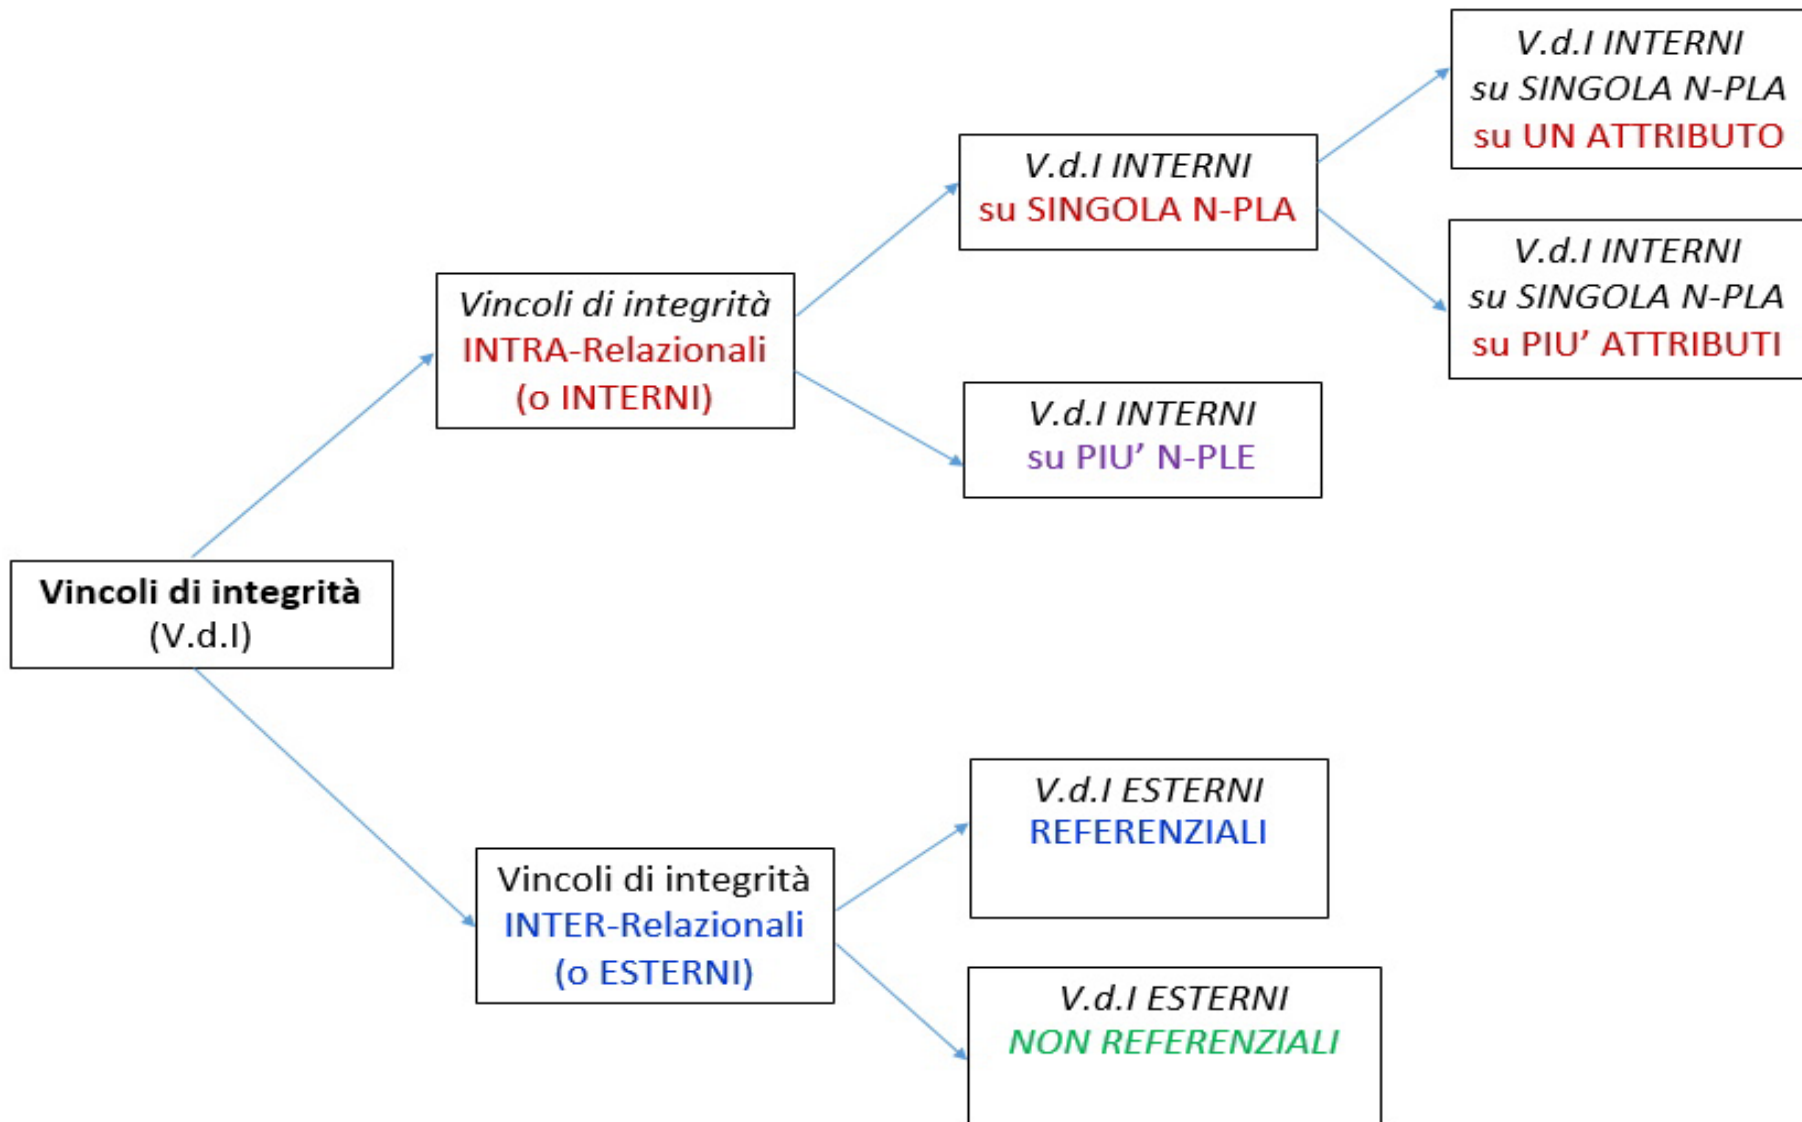 V.d.I INTERNI
su SINGOLA N-PLA
su UN ATTRIBUTO
V.d.I INTERNI
su SINGOLA N-PLA
V.d.I INTERNI
su SINGOLA N-PLA
su PIU’ ATTRIBUTI
Vincoli di integrità
INTRA-Relazionali
(o INTERNI)
V.d.I INTERNI
su PIU’ N-PLE
Vincoli di integrità
(V.d.I)
V.d.I ESTERNI
REFERENZIALI
Vincoli di integrità
INTER-Relazionali
(o ESTERNI)
V.d.I ESTERNI
NON REFERENZIALI